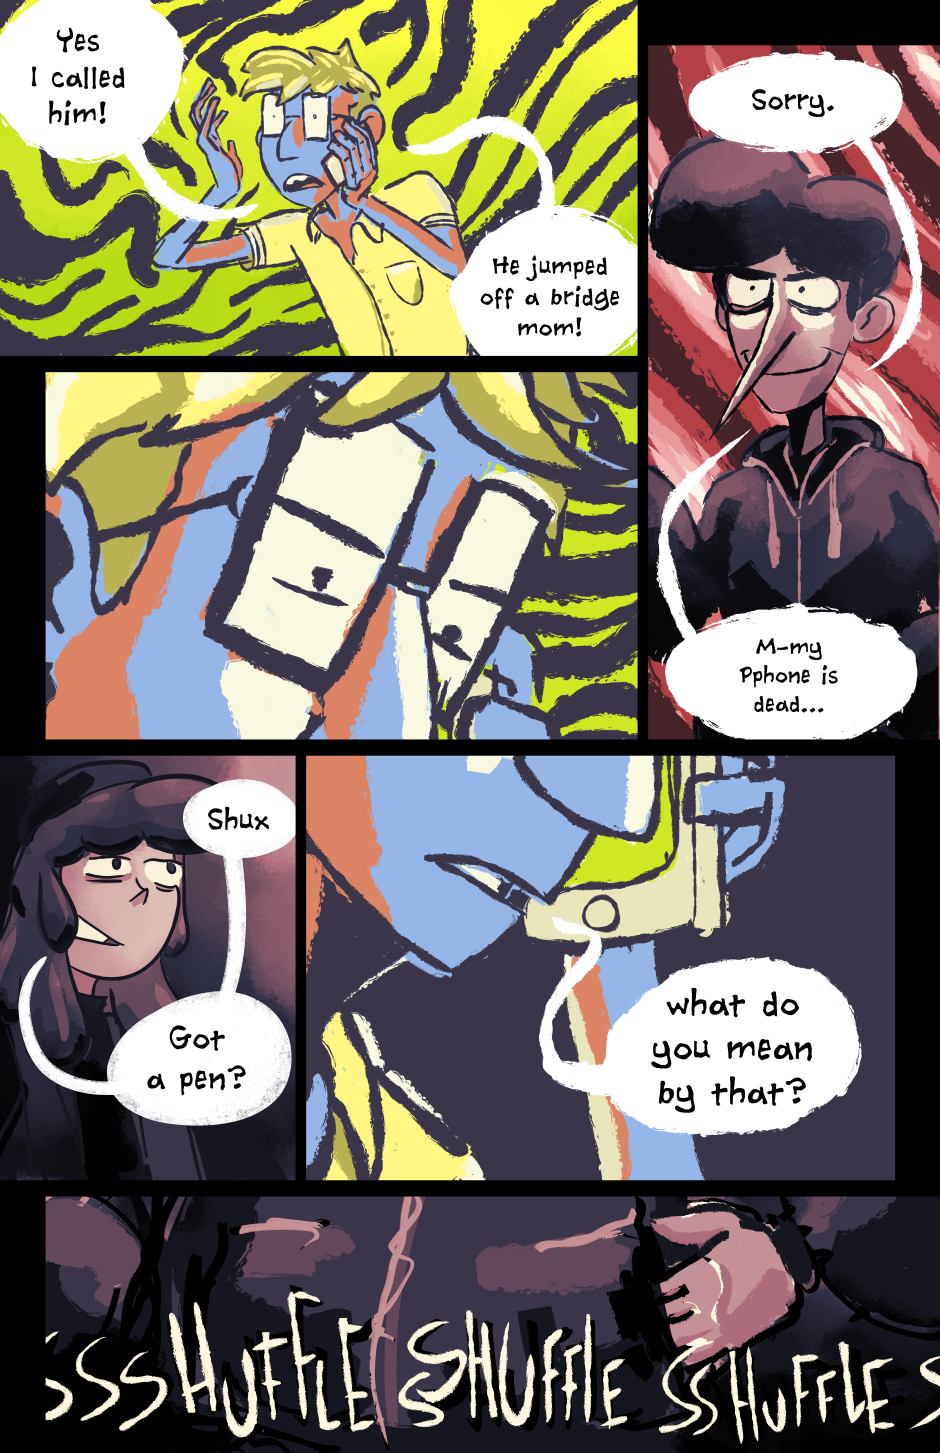 Yes
I called
him!
He jumped
off a bridge
mom!
Sorry.
M-my
Pphone is
dead...
Shux
Got
a pen?
what do
you mean
by that?
SSSHUFFLE SHUFFLE SSHUFFLE S